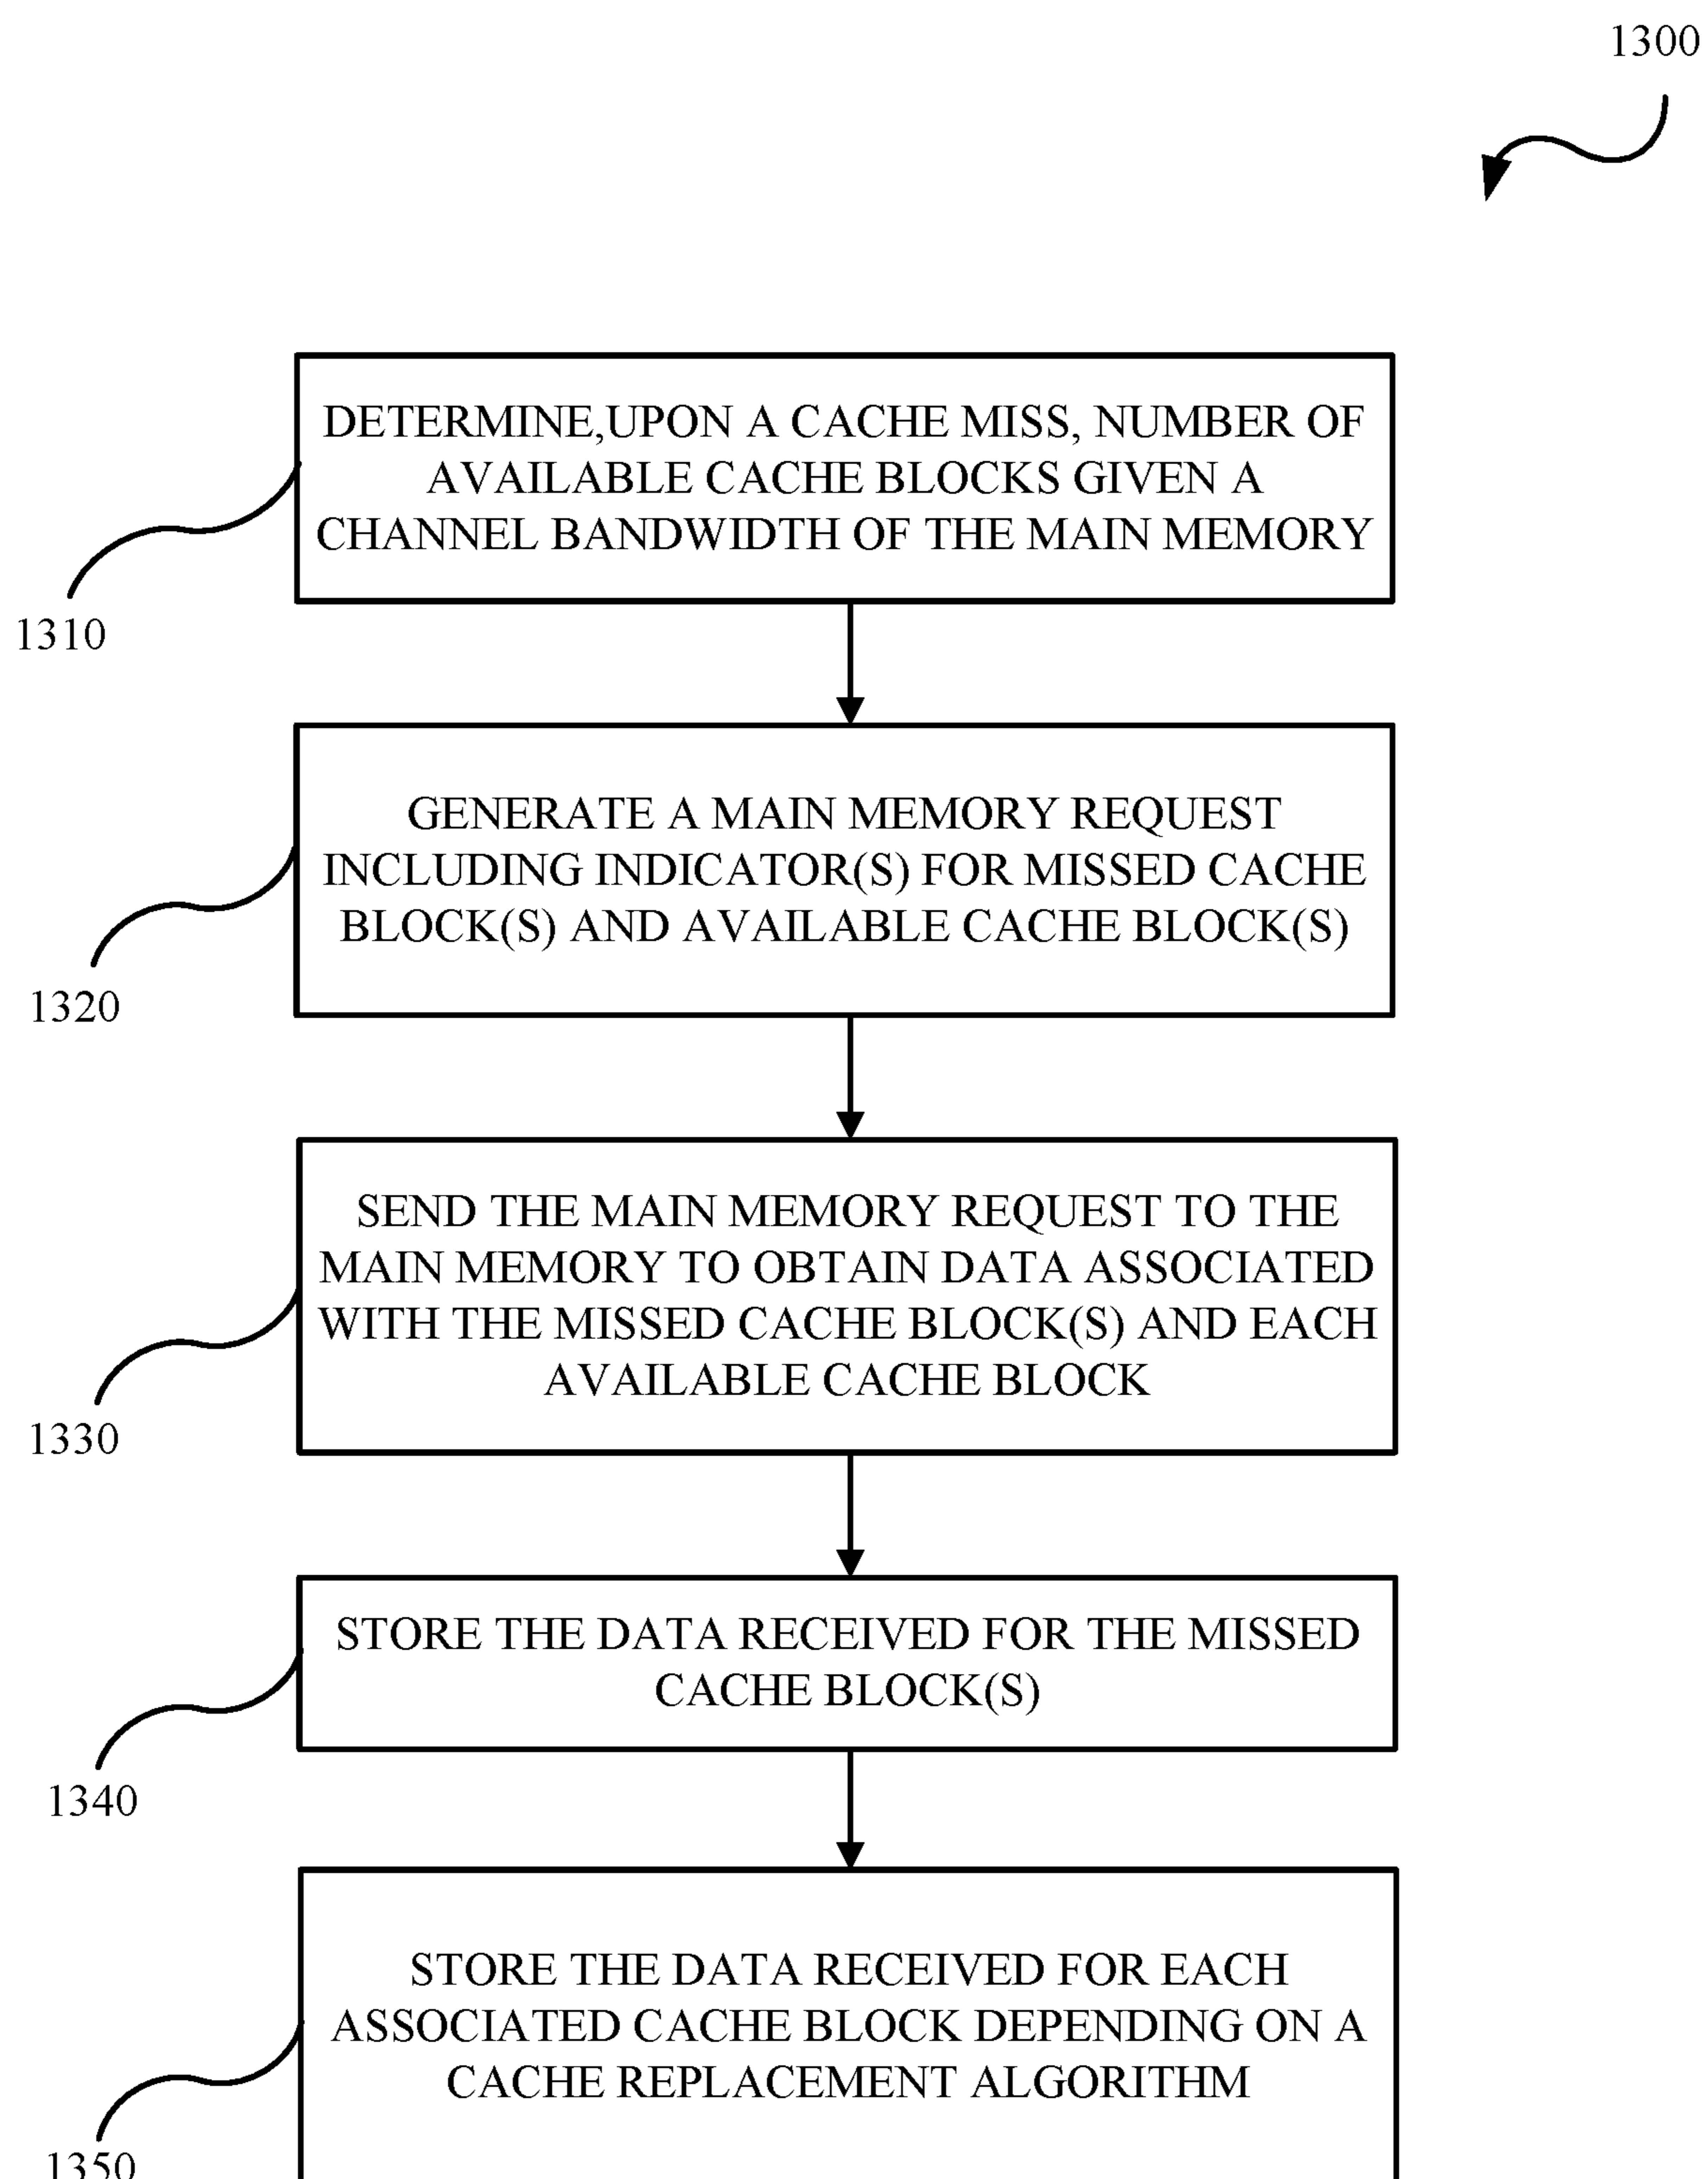 1300
DETERMINE,UPON A CACHE MISS, NUMBER OF
AVAILABLE CACHE BLOCKS GIVEN A
CHANNEL BANDWIDTH OF THE MAIN MEMORY
1310
GENERATE A MAIN MEMORY REQUEST
INCLUDING INDICATOR(S) FOR MISSED CACHE
BLOCK(S) AND AVAILABLE CACHE BLOCK(S)
1320
SEND THE MAIN MEMORY REQUEST TO THE
MAIN MEMORY TO OBTAIN DATA ASSOCIATED
WITH THE MISSED CACHE BLOCK(S) AND EACH
AVAILABLE CACHE BLOCK
1330
STORE THE DATA RECEIVED FOR THE MISSED
CACHE BLOCK(S)
1340
STORE THE DATA RECEIVED FOR EACH
ASSOCIATED CACHE BLOCK DEPENDING ON A
CACHE REPLACEMENT ALGORITHM
1350